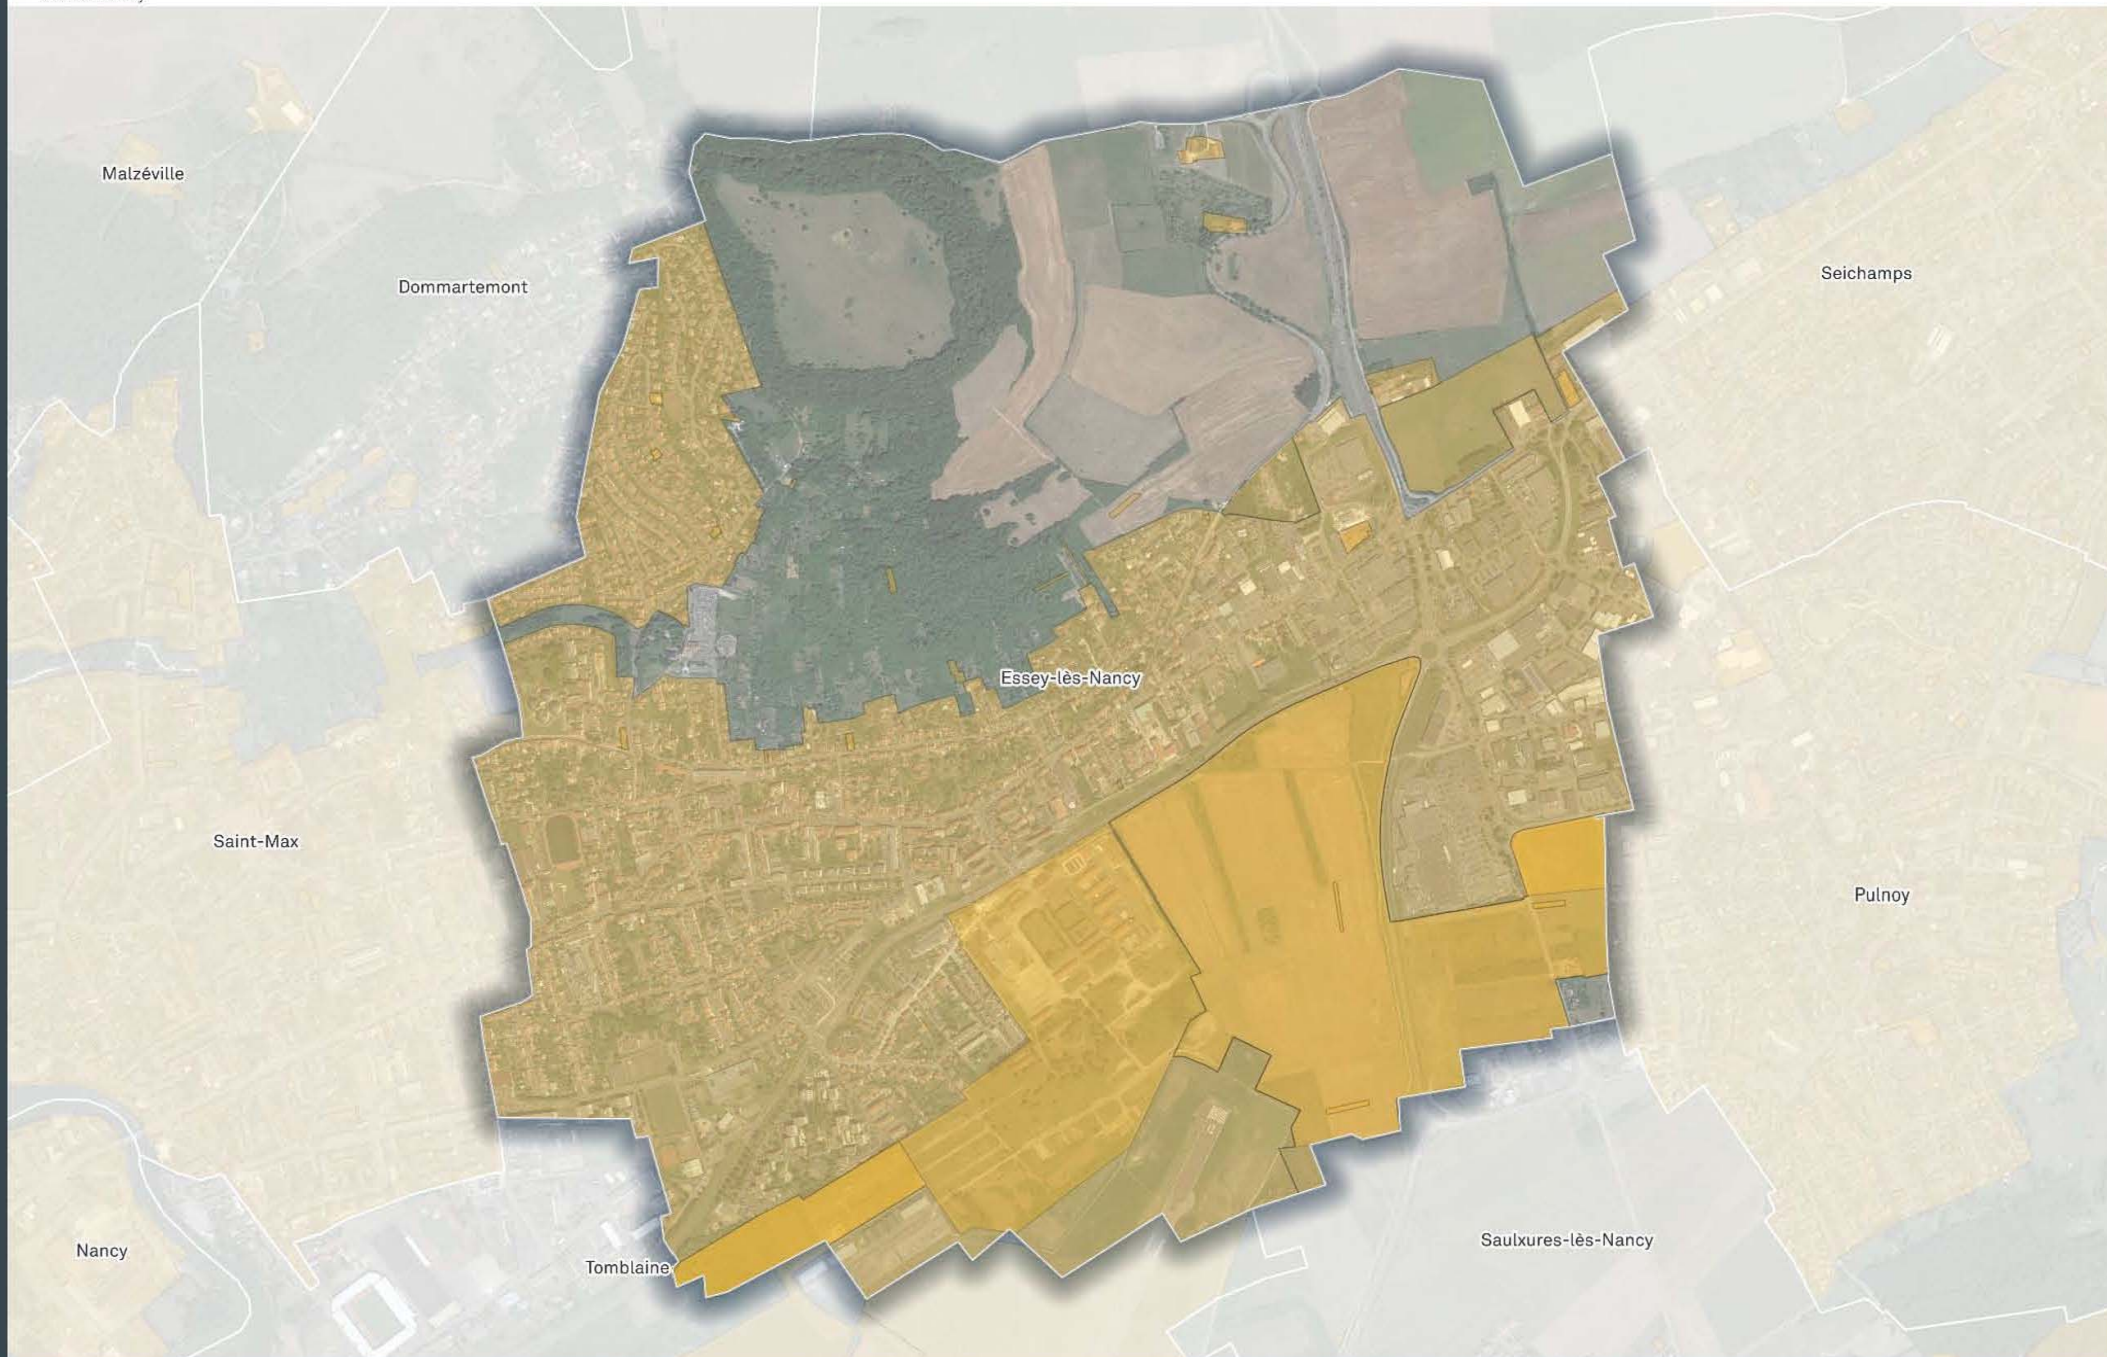 Malzéville
Dommartemont
Seichamps
Essey-lès-Nancy
Saint-Max
Pulnoy
Saulxures-lès-Nancy
Nancy
Tomblaine